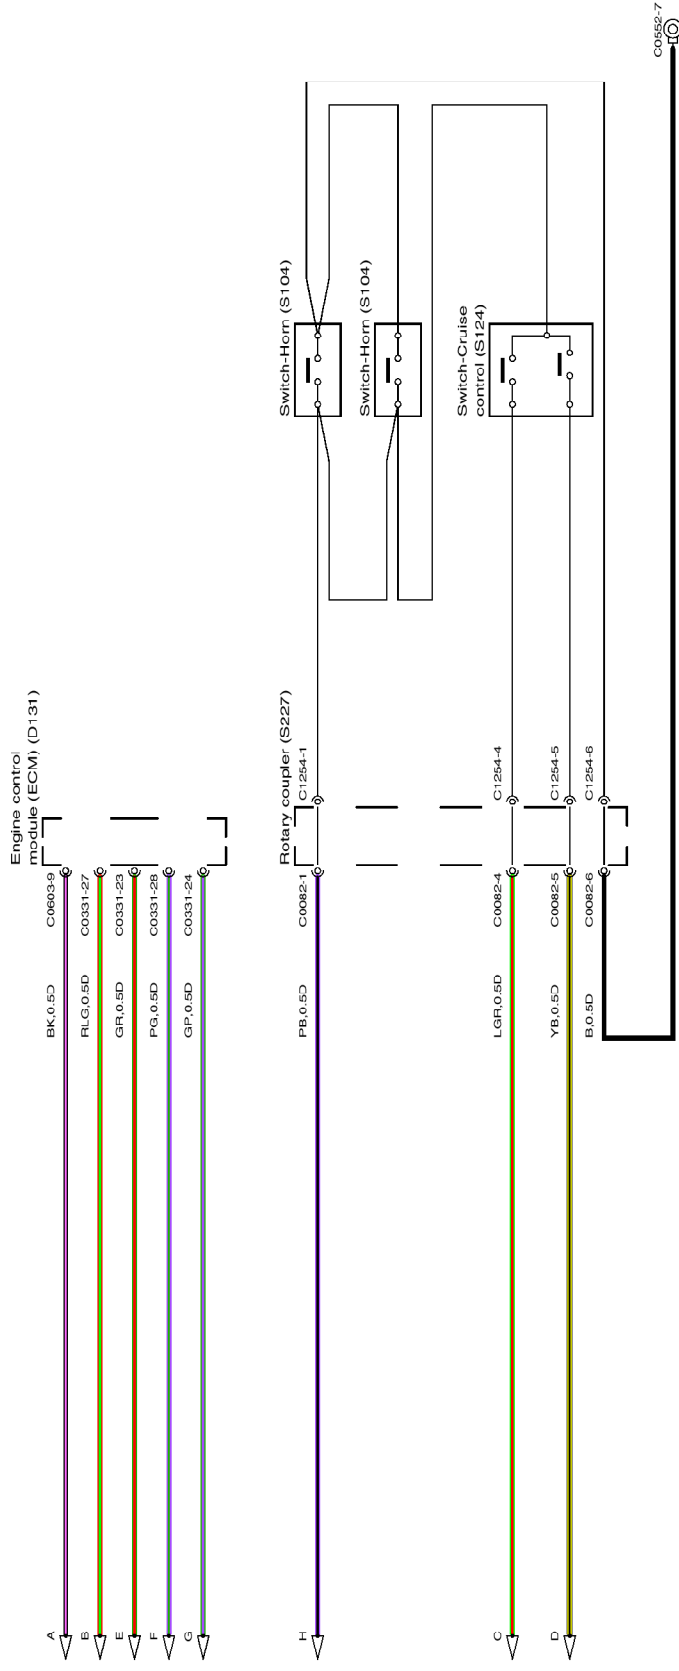 C0552-7
Switch-Horn (S104)
Switch-Horn (S104)
Switch-Cruise
control (S124)
Engine control
module (ECM) (D131)
Rotary coupler (S227)
C1254-1
C1254-4
C1254-5
C1254-6
C0603-9
C0331-27
C0331-23
C0331-28
C0331-24
C0082-1
C0082-4
C0082-5
C0082-6
BK,0.5D
RLG,0.5D
GR,0.5D
PG,0.5D
GP,0.5D
PB,0.5D
LGR,0.5D
YB,0.5D
B,0.5D
A
B
E
F
G
H
C
D